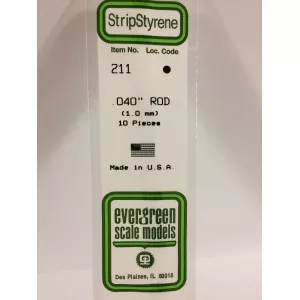 StripStyrene
Item No. Loc. Code
211
.040" ROD
(1.0 mm)
10 Pieces
Made in U.S.A.
evergreen
scale models
Des Plaines, IL 60018